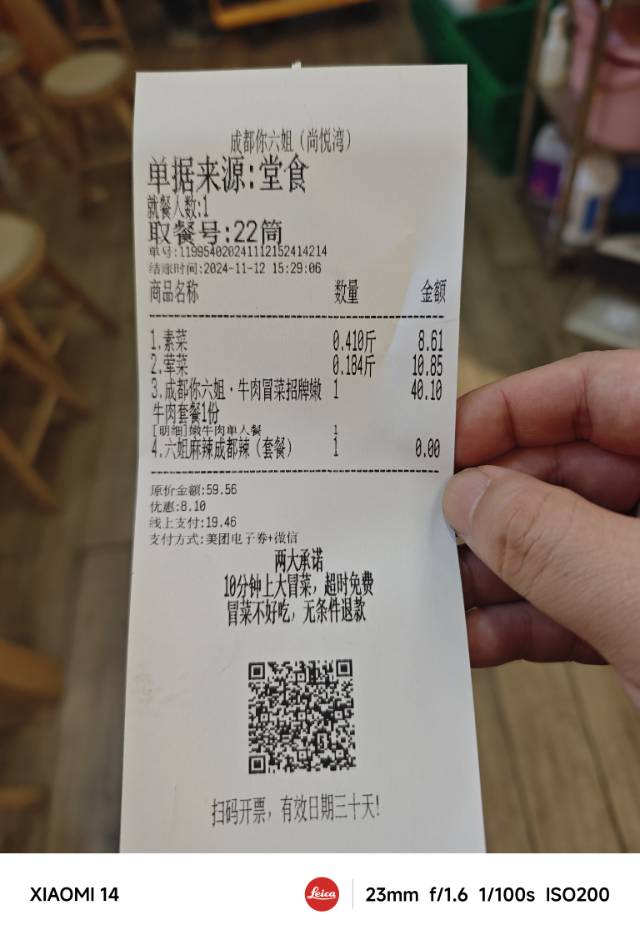 成都你六姐（尚悦湾）
单据来源:堂食
就餐人数:1
取餐号:22筒
单号:119954020241112152414214
结账时间:2024-11-12 15:29:06
商品名称 数量 金额
1.素菜 0.410斤 8.61
2.荤菜 0.184斤 10.85
3.成都你六姐·牛肉冒菜招牌嫩 1 40.10
牛肉套餐1份
[明细]嫩牛肉单人餐 1
4.六姐麻辣成都辣（套餐） 1 0.00
原价金额:59.56
优惠:8.10
线上支付:19.46
支付方式:美团电子券+微信
两大承诺
10分钟上大冒菜，超时免费
冒菜不好吃，无条件退款
扫码开票，有效日期三十天!
XIAOMI 14 Leica 23mm f/1.6 1/100s ISO200